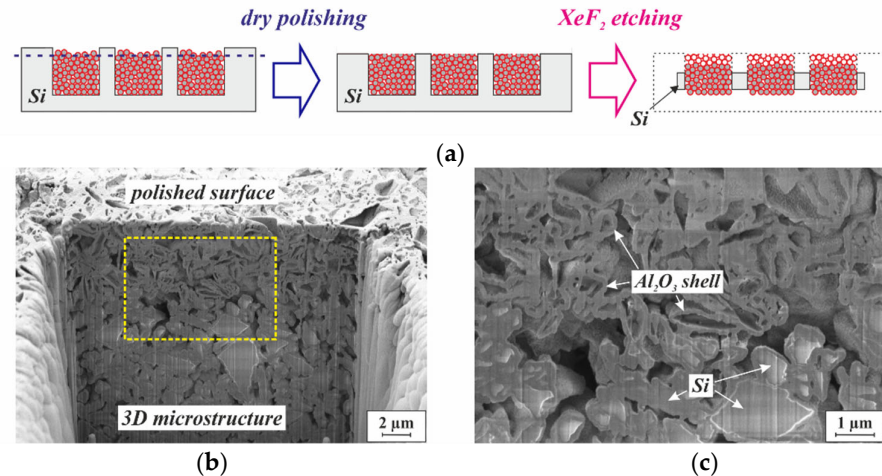 dry polishing
XeF₂ etching
Si
Si
Si
(a)
polished surface
3D microstructure
2 µm
Al₂O₃ shell
Si
1 µm
(b)
(c)